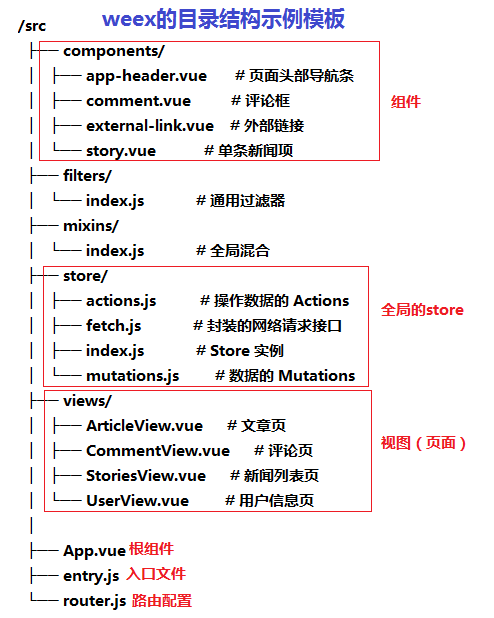 weex的目录结构示例模板
/src
├── components/
│ ├── app-header.vue # 页面头部导航条
│ ├── comment.vue # 评论框
组件
│ ├── external-link.vue # 外部链接
│ └── story.vue # 单条新闻项
├── filters/
│ └── index.js # 通用过滤器
├── mixins/
│ └── index.js # 全局混合
├── store/
│ ├── actions.js # 操作数据的 Actions
全局的store
│ ├── fetch.js # 封装的网络请求接口
│ ├── index.js # Store 实例
│ └── mutations.js # 数据的 Mutations
├── views/
│ ├── ArticleView.vue # 文章页
│ ├── CommentView.vue # 评论页
视图（页面）
│ ├── StoriesView.vue # 新闻列表页
│ └── UserView.vue # 用户信息页
│
├── App.vue 根组件
├── entry.js 入口文件
└── router.js 路由配置